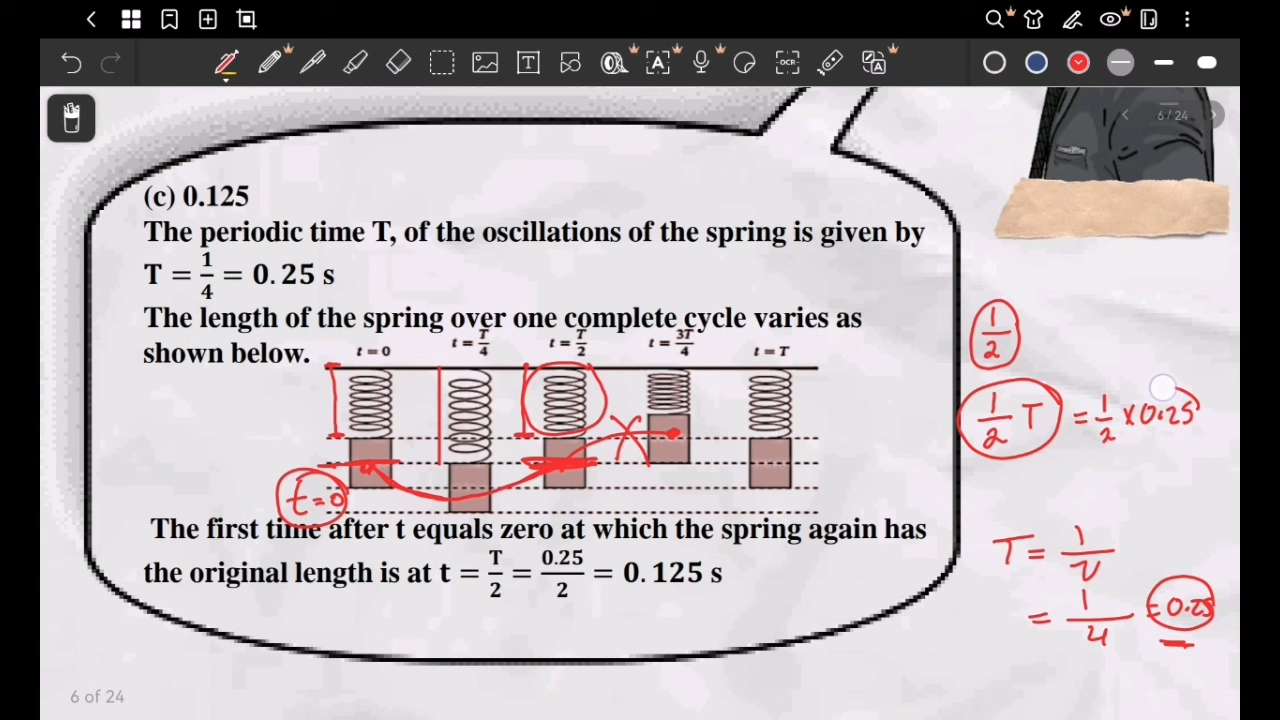 6 / 24
(c) 0.125
The periodic time T, of the oscillations of the spring is given by
T = 1/4 = 0.25 s
The length of the spring over one complete cycle varies as
shown below.
t = 0
t = T/4
t = T/2
t = 3T/4
t = T
1/2
1/2 T = 1/2 × 0.25
t = 0
The first time after t equals zero at which the spring again has
the original length is at t = T/2 = 0.25/2 = 0.125 s
T = 1/ν
= 1/4 = 0.25
6 of 24
OCR